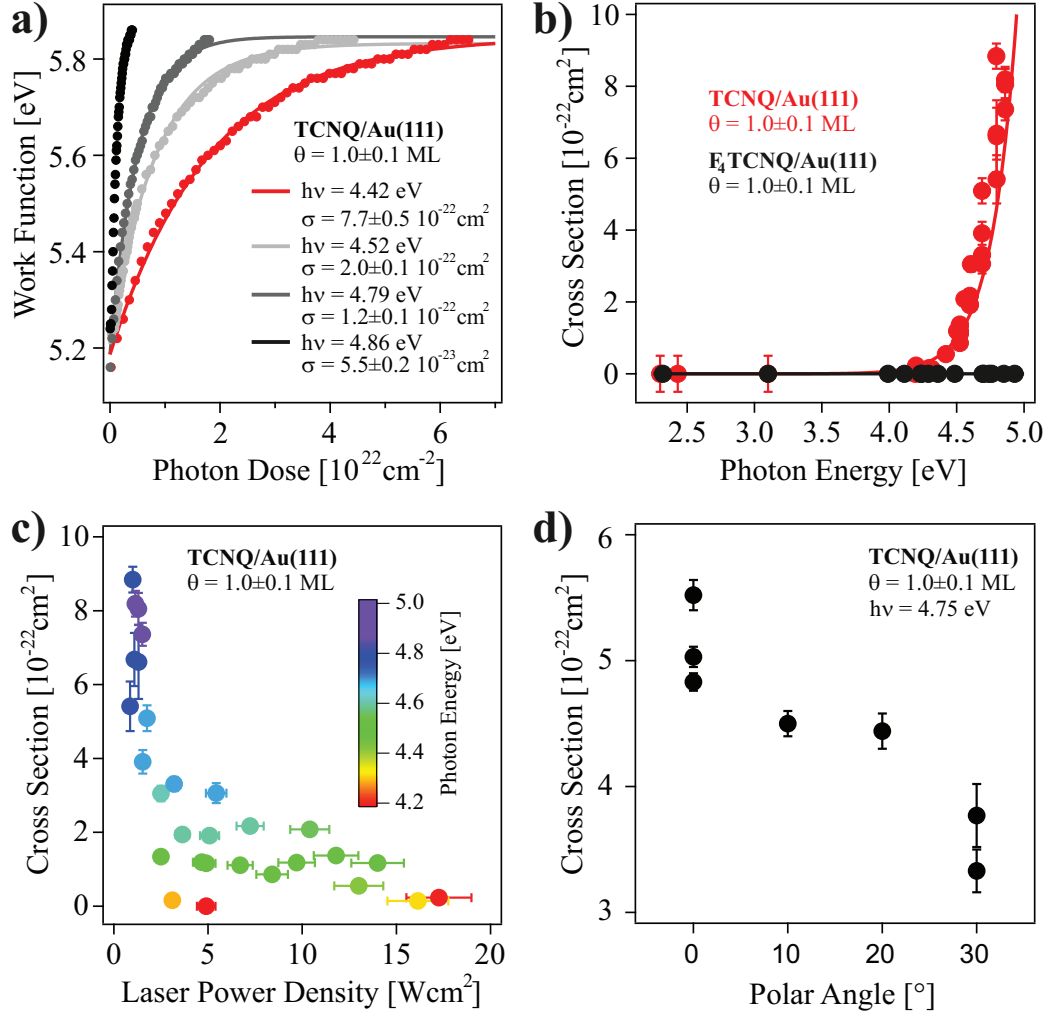 a)
Work Function [eV]
5.8
5.6
5.4
5.2
TCNQ/Au(111)
θ = 1.0±0.1 ML
hν = 4.42 eV
σ = 7.7±0.5 10⁻²²cm²
hν = 4.52 eV
σ = 2.0±0.1 10⁻²²cm²
hν = 4.79 eV
σ = 1.2±0.1 10⁻²²cm²
hν = 4.86 eV
σ = 5.5±0.2 10⁻²³cm²
0 2 4 6
Photon Dose [10²²cm⁻²]
b)
Cross Section [10⁻²²cm²]
10
8
6
4
2
0
TCNQ/Au(111)
θ = 1.0±0.1 ML
F₄TCNQ/Au(111)
θ = 1.0±0.1 ML
2.5 3.0 3.5 4.0 4.5 5.0
Photon Energy [eV]
c)
Cross Section [10⁻²²cm²]
10
8
6
4
2
0
TCNQ/Au(111)
θ = 1.0±0.1 ML
5.0
4.8
4.6
4.4
4.2
Photon Energy [eV]
0 5 10 15 20
Laser Power Density [Wcm²]
d)
Cross Section [10⁻²²cm²]
6
5
4
3
TCNQ/Au(111)
θ = 1.0±0.1 ML
hν = 4.75 eV
0 10 20 30
Polar Angle [°]